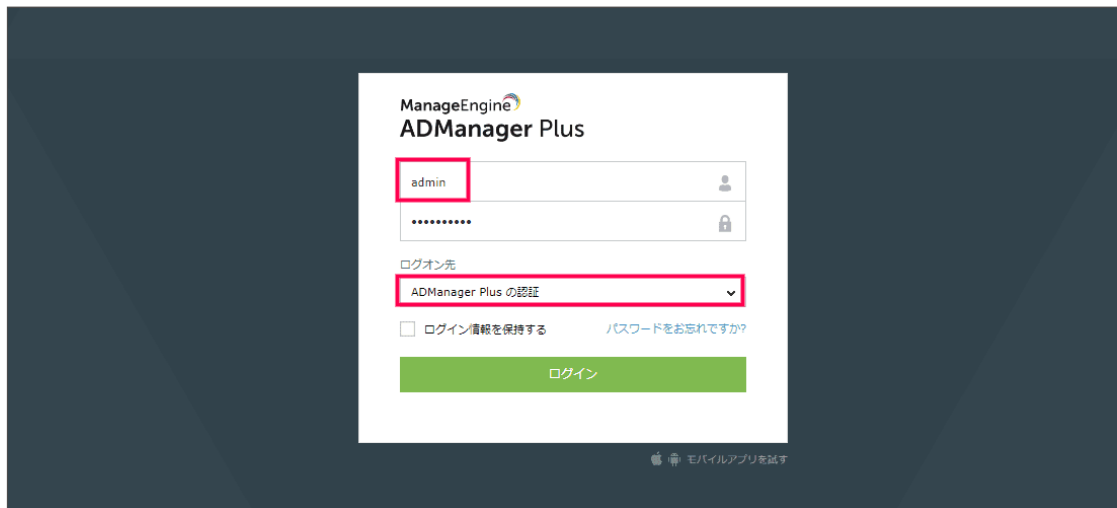 ManageEngine
ADManager Plus
admin
••••••••••
ログオン先
ADManager Plus の認証
ログイン情報を保持する
パスワードをお忘れですか?
ログイン
モバイルアプリを試す